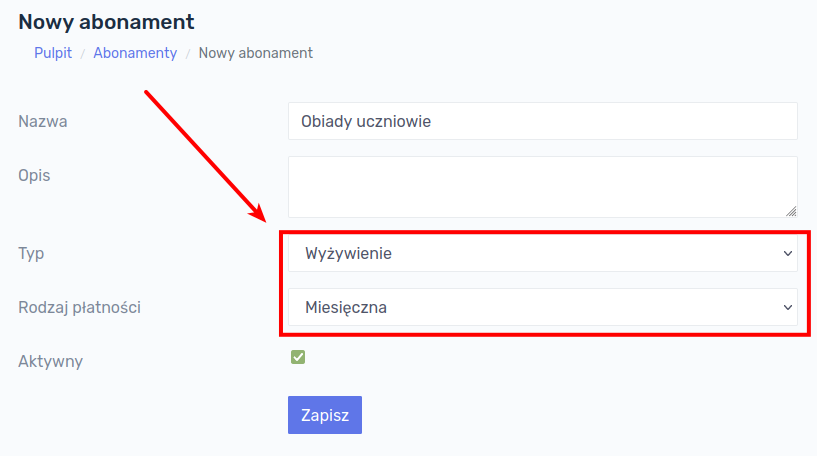 Nowy abonament
Pulpit / Abonamenty / Nowy abonament
Nazwa Obiady uczniowie
Opis
Typ Wyżywienie
Rodzaj płatności Miesięczna
Aktywny
Zapisz